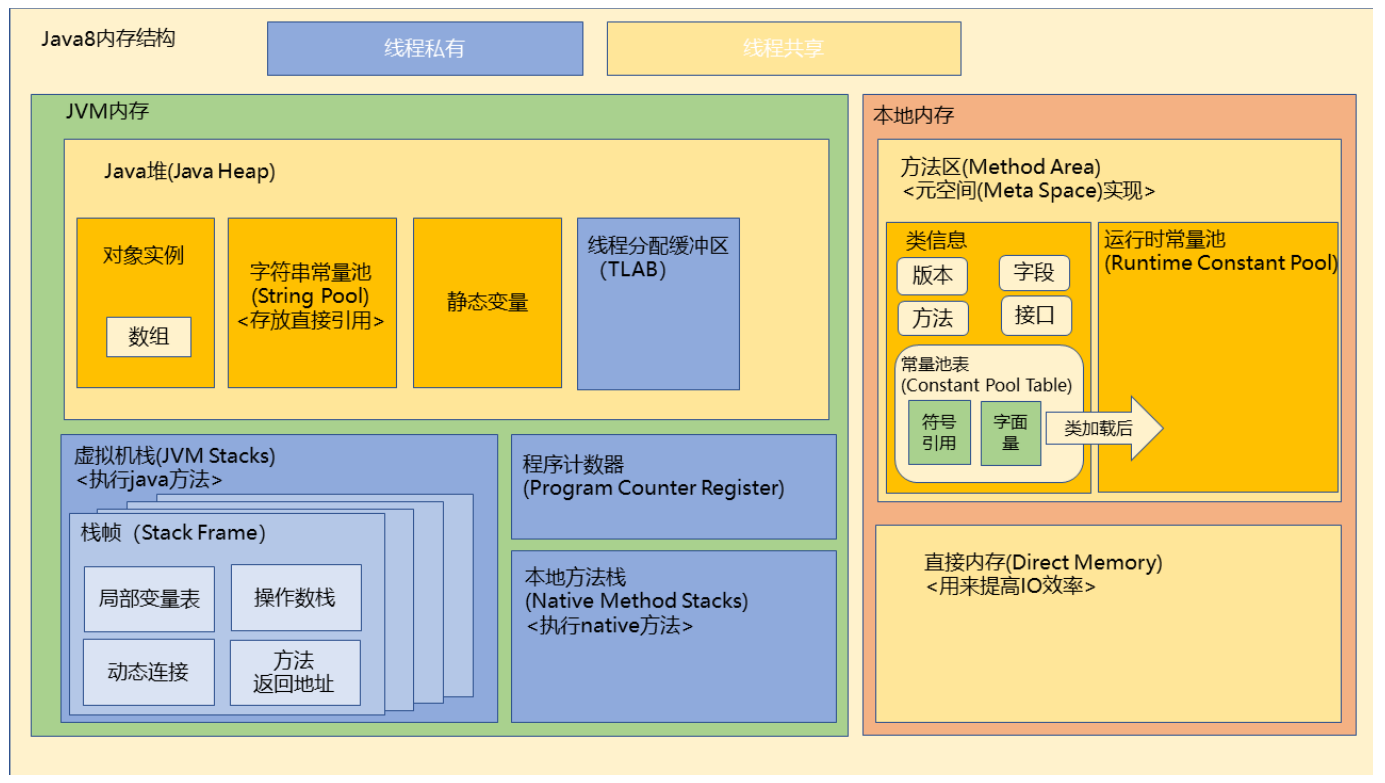 Java8内存结构
线程私有
线程共享
JVM内存
Java堆(Java Heap)
对象实例
数组
字符串常量池
(String Pool)
<存放直接引用>
静态变量
线程分配缓冲区
(TLAB)
虚拟机栈(JVM Stacks)
<执行java方法>
栈帧（Stack Frame）
局部变量表
操作数栈
动态连接
方法
返回地址
程序计数器
(Program Counter Register)
本地方法栈
(Native Method Stacks)
<执行native方法>
本地内存
方法区(Method Area)
<元空间(Meta Space)实现>
类信息
版本
字段
方法
接口
常量池表
(Constant Pool Table)
符号
引用
字面
量
类加载后
运行时常量池
(Runtime Constant Pool)
直接内存(Direct Memory)
<用来提高IO效率>